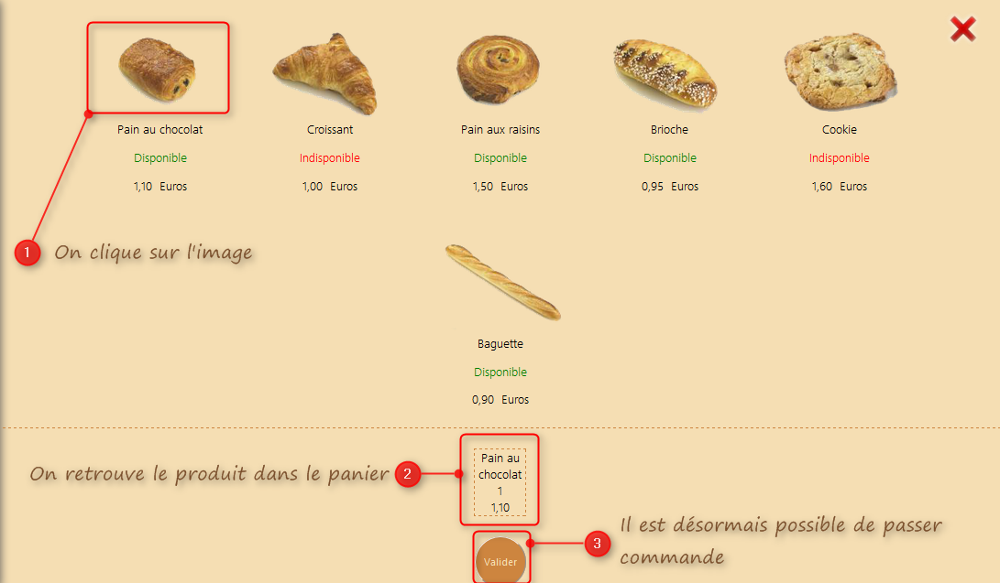 Pain au chocolat
Croissant
Pain aux raisins
Brioche
Cookie
Disponible
Indisponible
Disponible
Disponible
Indisponible
1,10 Euros
1,00 Euros
1,50 Euros
0,95 Euros
1,60 Euros
1 On clique sur l'image
Baguette
Disponible
0,90 Euros
On retrouve le produit dans le panier 2
Pain au
chocolat
1
1,10
3 Il est désormais possible de passer
commande
Valider